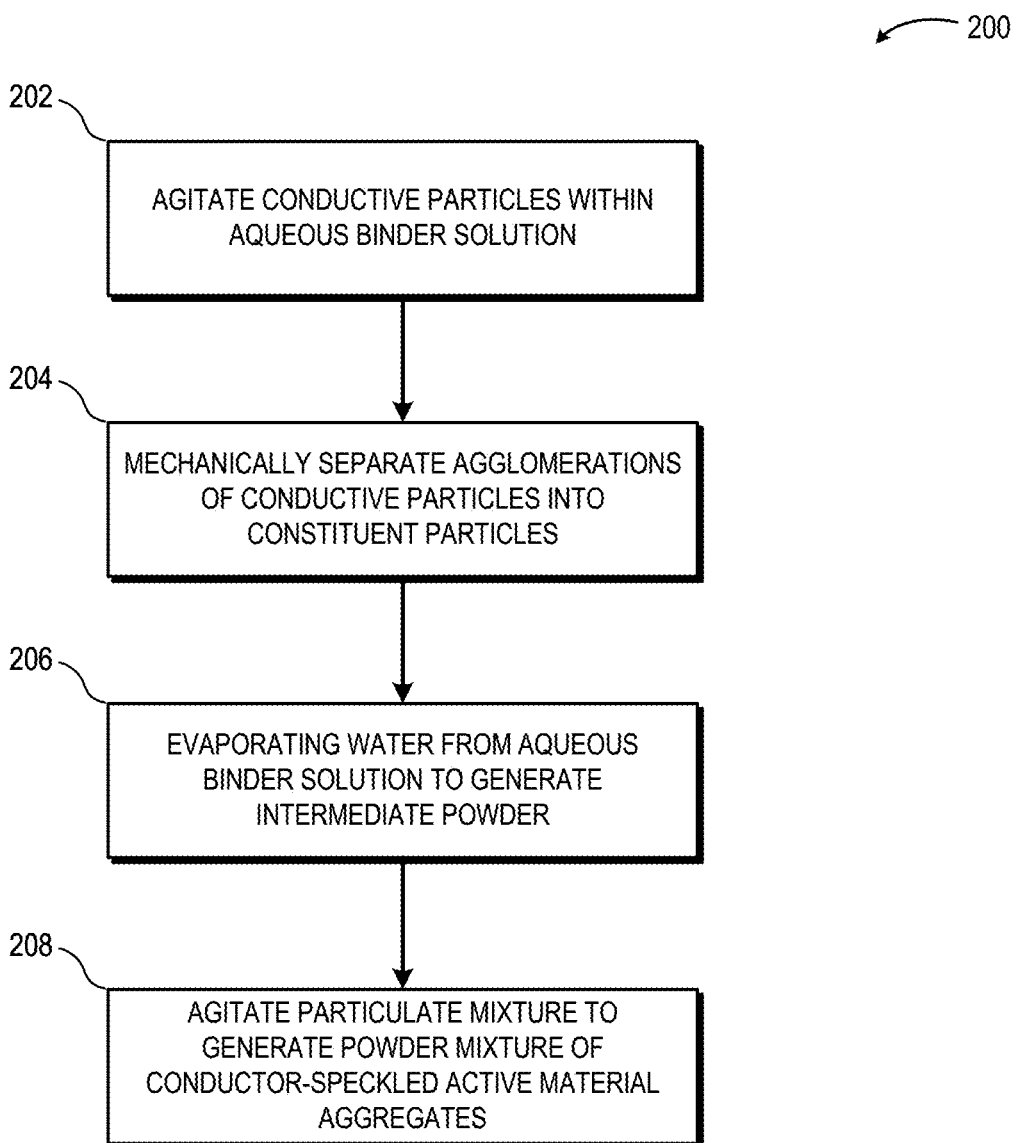 200
202
AGITATE CONDUCTIVE PARTICLES WITHIN
AQUEOUS BINDER SOLUTION
204
MECHANICALLY SEPARATE AGGLOMERATIONS
OF CONDUCTIVE PARTICLES INTO
CONSTITUENT PARTICLES
206
EVAPORATING WATER FROM AQUEOUS
BINDER SOLUTION TO GENERATE
INTERMEDIATE POWDER
208
AGITATE PARTICULATE MIXTURE TO
GENERATE POWDER MIXTURE OF
CONDUCTOR-SPECKLED ACTIVE MATERIAL
AGGREGATES